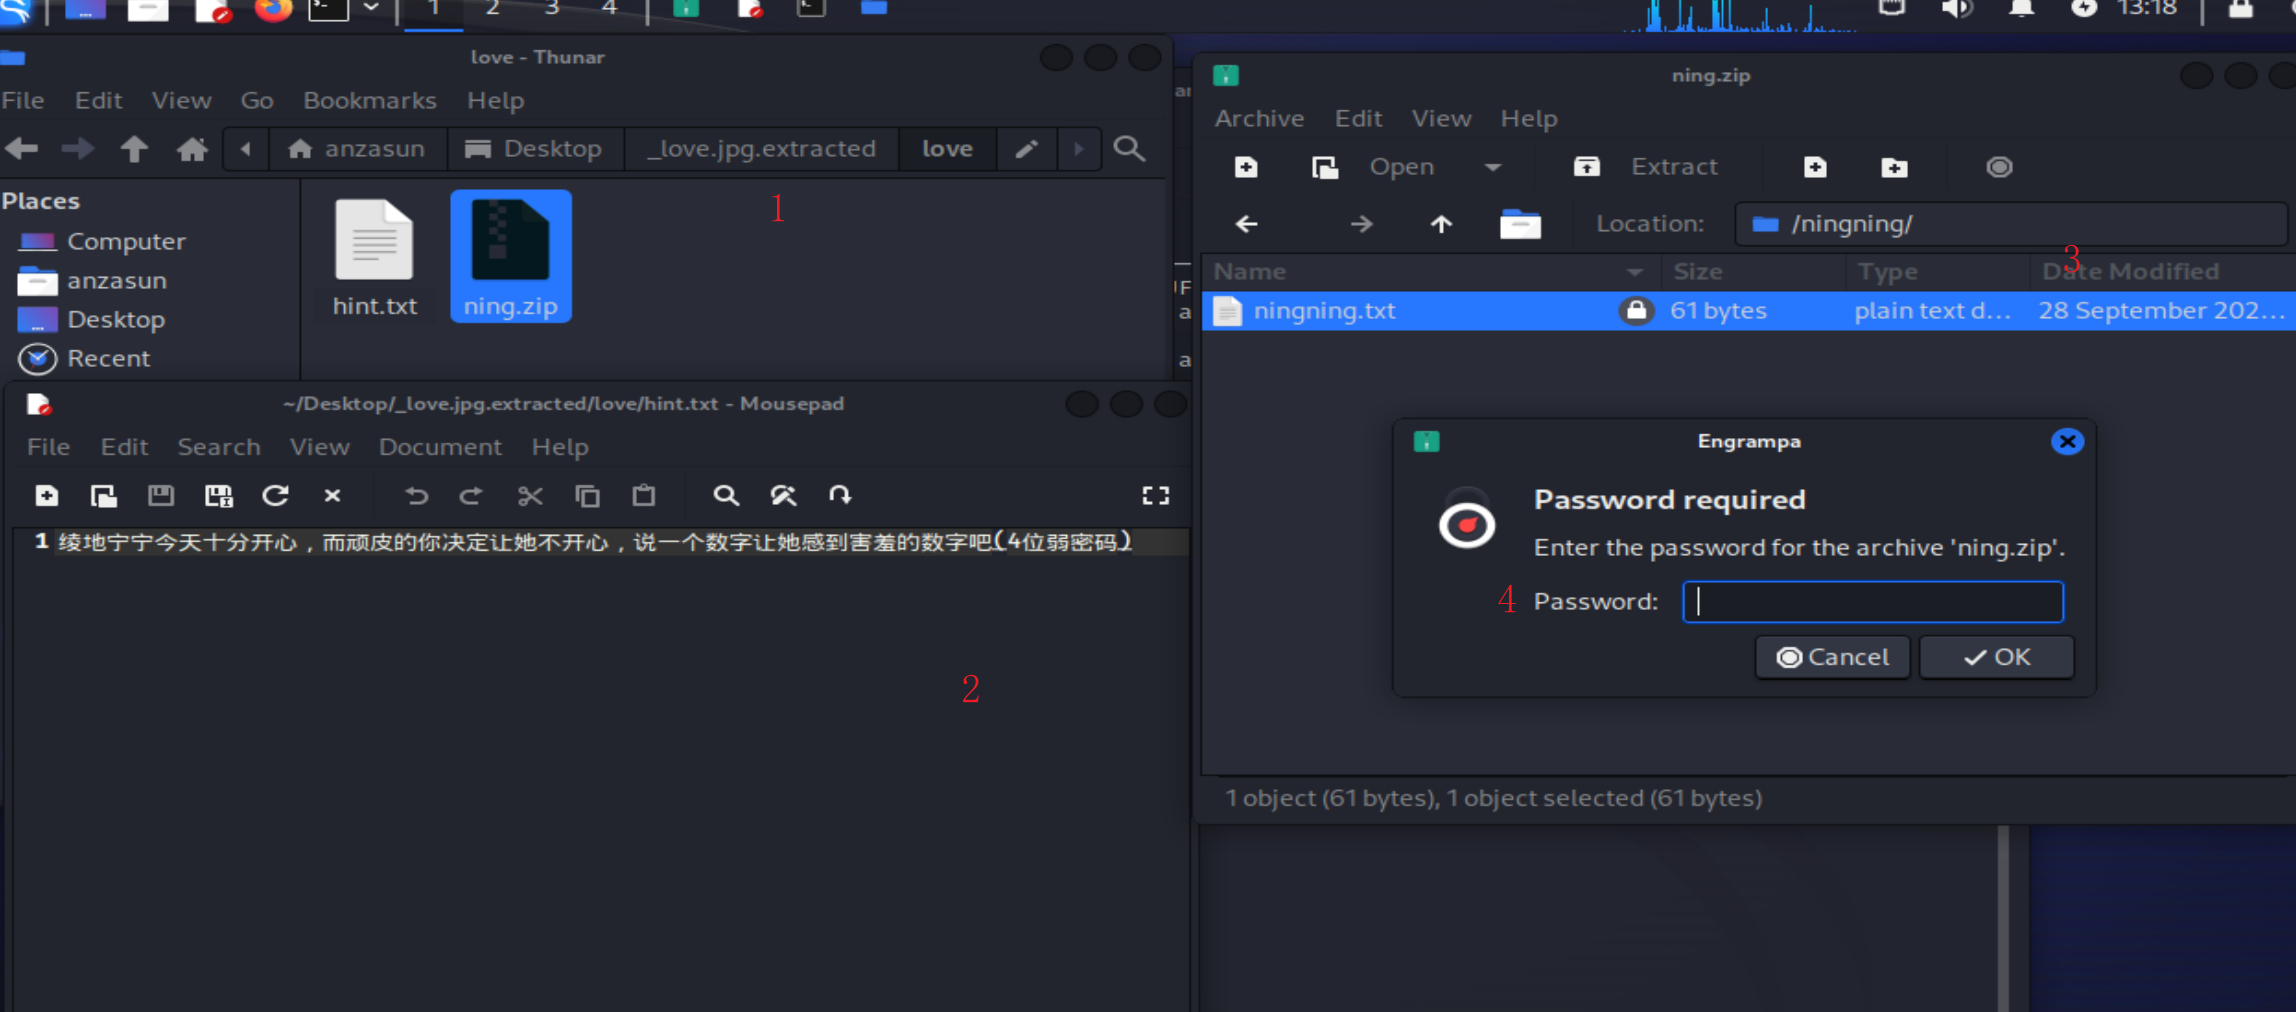 1 2 3 4 13:18
love - Thunar
File Edit View Go Bookmarks Help
anzasun Desktop _love.jpg.extracted love
Places
Computer
anzasun
Desktop
Recent
hint.txt ning.zip
1
~/Desktop/_love.jpg.extracted/love/hint.txt - Mousepad
File Edit Search View Document Help
1 绫地宁宁今天十分开心，而顽皮的你决定让她不开心，说一个数字让她感到害羞的数字吧(4位弱密码)
2
ning.zip
Archive Edit View Help
Open Extract
Location: /ningning/
3
Name Size Type Date Modified
ningning.txt 61 bytes plain text d... 28 September 202...
Engrampa
Password required
Enter the password for the archive 'ning.zip'.
4 Password:
Cancel OK
1 object (61 bytes), 1 object selected (61 bytes)